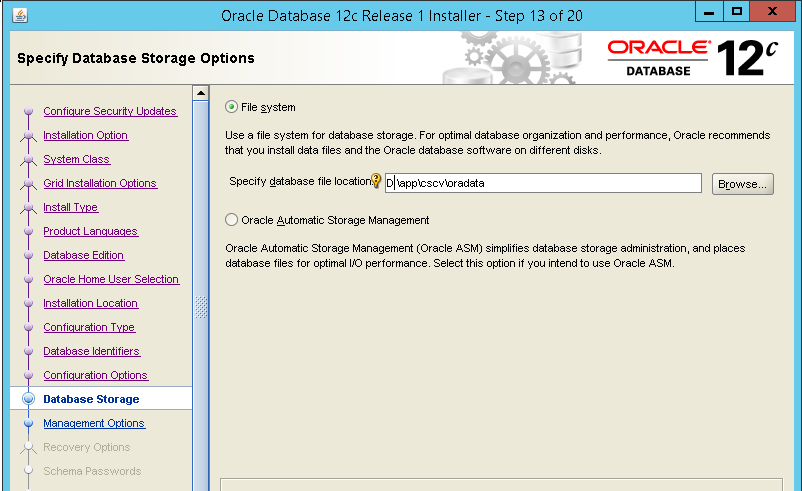 Oracle Database 12c Release 1 Installer - Step 13 of 20
Specify Database Storage Options
ORACLE
DATABASE
12c
Configure Security Updates
Installation Option
System Class
Grid Installation Options
Install Type
Product Languages
Database Edition
Oracle Home User Selection
Installation Location
Configuration Type
Database Identifiers
Configuration Options
Database Storage
Management Options
Recovery Options
Schema Passwords
File system
Use a file system for database storage. For optimal database organization and performance, Oracle recommends
that you install data files and the Oracle database software on different disks.
Specify database file location:
D:\app\cscv\oradata
Browse...
Oracle Automatic Storage Management
Oracle Automatic Storage Management (Oracle ASM) simplifies database storage administration, and places
database files for optimal I/O performance. Select this option if you intend to use Oracle ASM.